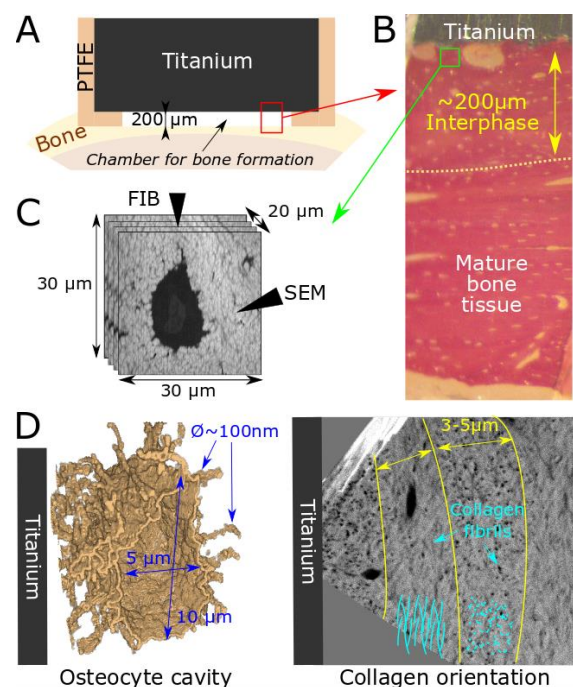 A
PTFE
Titanium
200 µm
Bone
Chamber for bone formation
B
Titanium
~200µm
Interphase
Mature
bone
tissue
C
FIB
20 µm
30 µm
SEM
30 µm
D
Titanium
Ø~100nm
5 µm
10 µm
Osteocyte cavity
Titanium
3-5µm
Collagen
fibrils
Collagen orientation